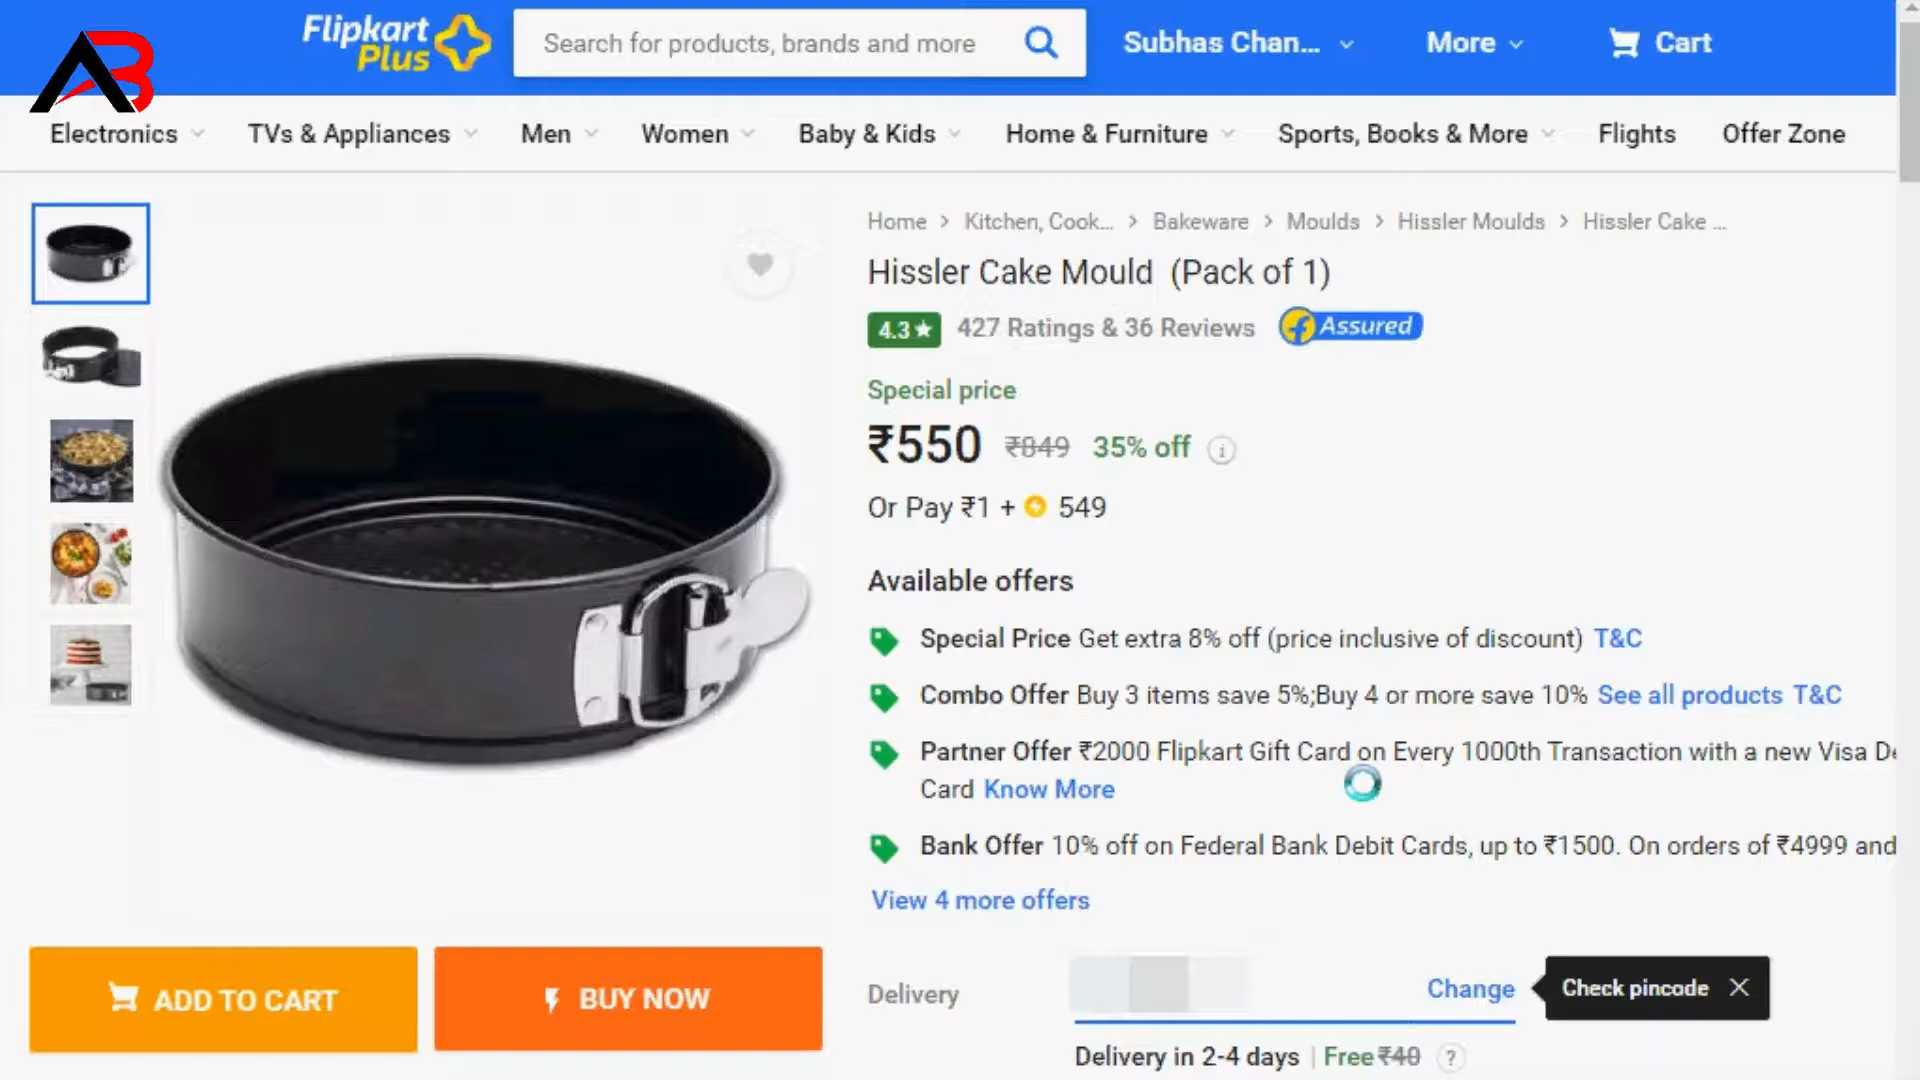 AB
Flipkart
Plus
Search for products, brands and more
Subhas Chan...
More
Cart
Electronics
TVs & Appliances
Men
Women
Baby & Kids
Home & Furniture
Sports, Books & More
Flights
Offer Zone
Home > Kitchen, Cook... > Bakeware > Moulds > Hissler Moulds > Hissler Cake ...
Hissler Cake Mould (Pack of 1)
4.3★ 427 Ratings & 36 Reviews Assured
Special price
₹550 ₹849 35% off
Or Pay ₹1 + 549
Available offers
Special Price Get extra 8% off (price inclusive of discount) T&C
Combo Offer Buy 3 items save 5%;Buy 4 or more save 10% See all products T&C
Partner Offer ₹2000 Flipkart Gift Card on Every 1000th Transaction with a new Visa
Card Know More
Bank Offer 10% off on Federal Bank Debit Cards, up to ₹1500. On orders of ₹4999 and
View 4 more offers
ADD TO CART
BUY NOW
Delivery
Change
Check pincode
Delivery in 2-4 days | Free ₹40 ?